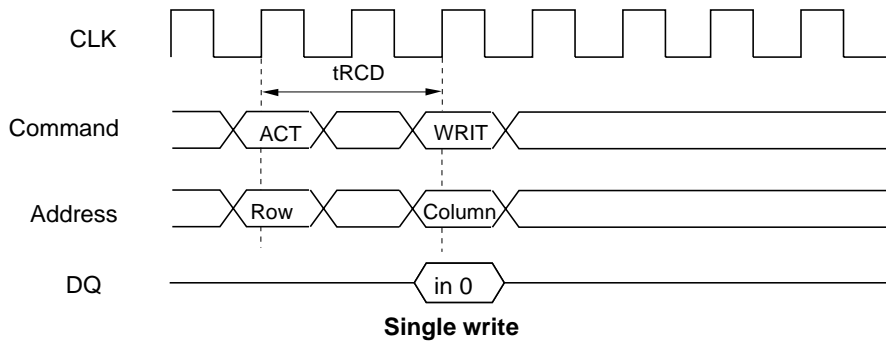 CLK
tRCD
Command ACT WRIT
Address Row Column
DQ in 0
Single write